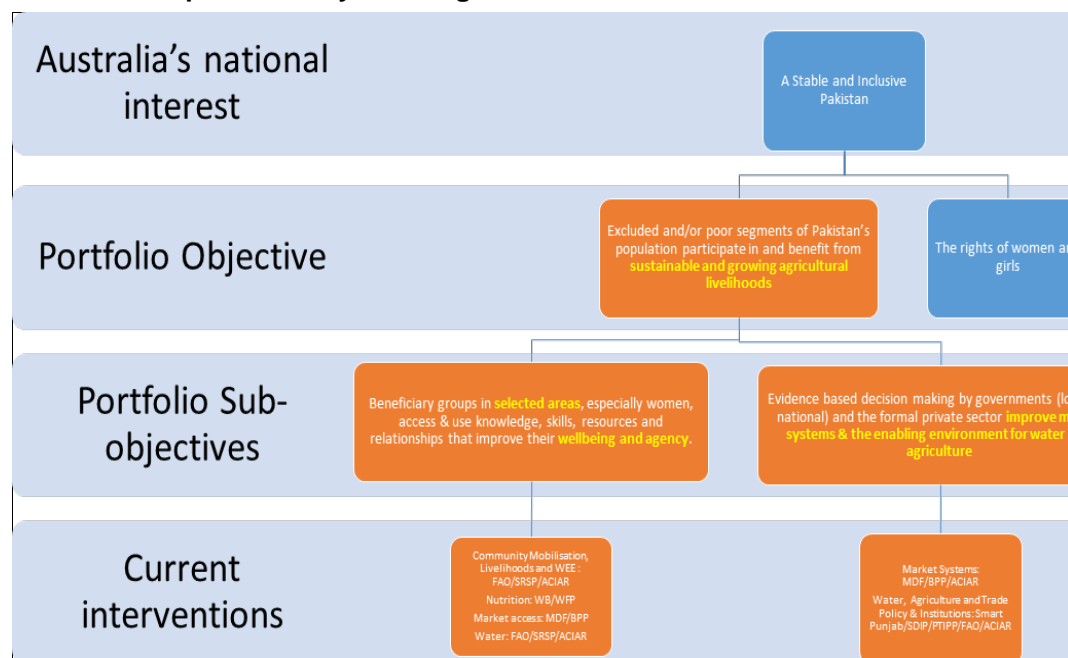 Australia's national
interest
A Stable and Inclusive
Pakistan
Portfolio Objective
Excluded and/or poor segments of Pakistan's
population participate in and benefit from
sustainable and growing agricultural
livelihoods
The rights of women
girls
Portfolio Sub-
objectives
Beneficiary groups in selected areas, especially women,
access & use knowledge, skills, resources and
relationships that improve their wellbeing and agency.
Evidence based decision making by governments
national) and the formal private sector improve
systems & the enabling environment for water
agriculture
Current
interventions
Community Mobilisation,
Livelihoods and WEE :
FAO/SRSP/ACIAR
Nutrition: WB/WFP
Market access: MDF/BPP
Water: FAO/SRSP/ACIAR
Market Systems:
MDF/BPP/ACIAR
Water, Agriculture and Trade
Policy & Institutions: Smart
Punjab/SDIP/PTIPP/FAO/ACIAR